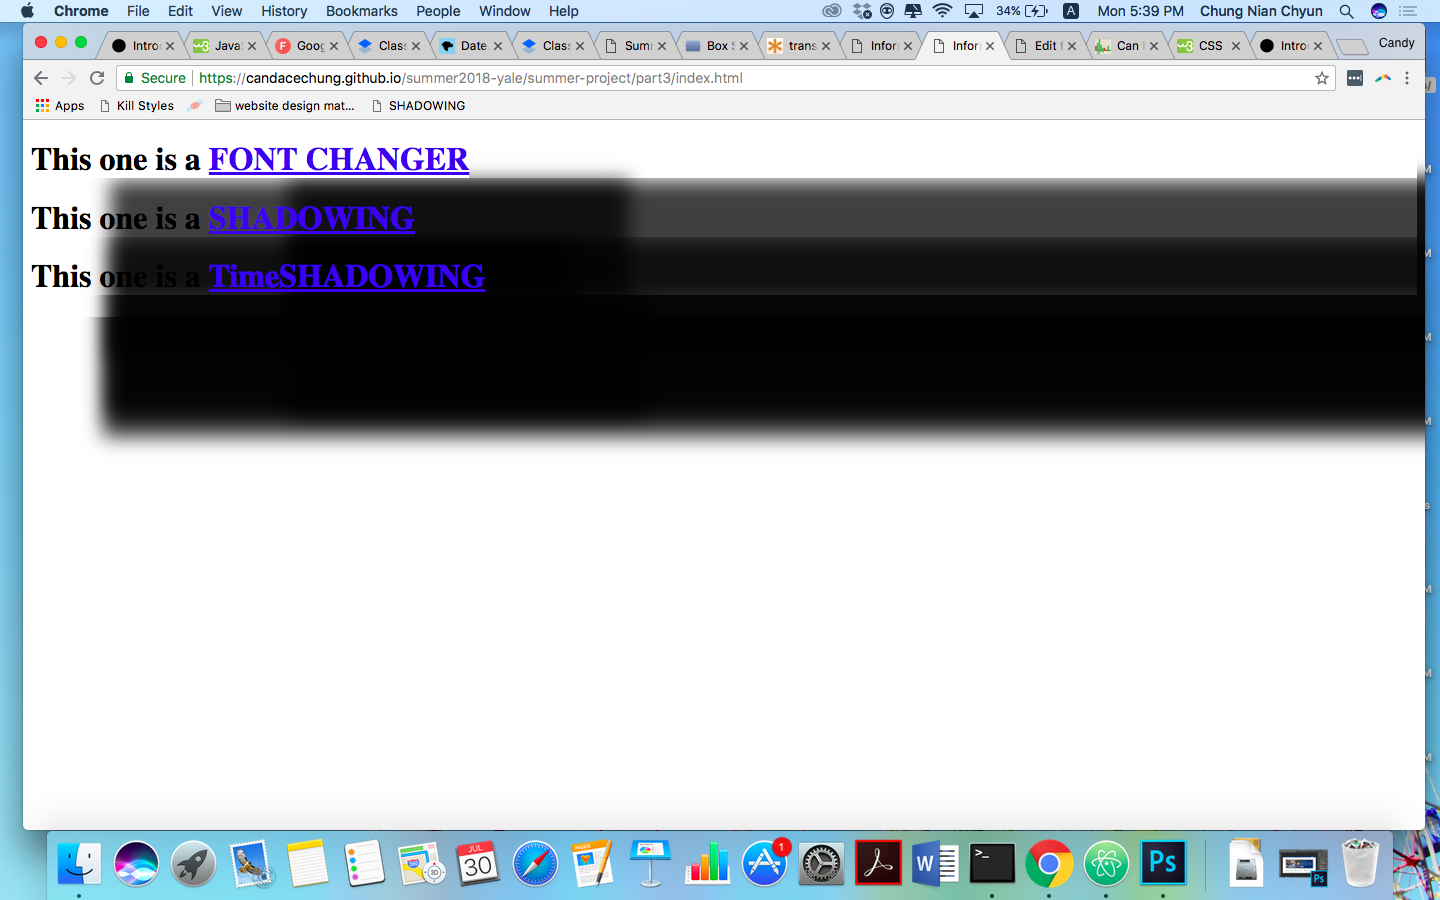 Chrome File Edit View History Bookmarks People Window Help 34% A Mon 5:39 PM Chung Nian Chyun
Intro Java Goog Class Date Class Sum Box S trans Infor Infor Edit f Can I CSS Intro Candy
Secure https://candacechung.github.io/summer2018-yale/summer-project/part3/index.html
Apps Kill Styles website design mat... SHADOWING
This one is a FONT CHANGER
This one is a SHADOWING
This one is a TimeSHADOWING
JUL
30
PAGES
1
W
>_
Ps
Ps